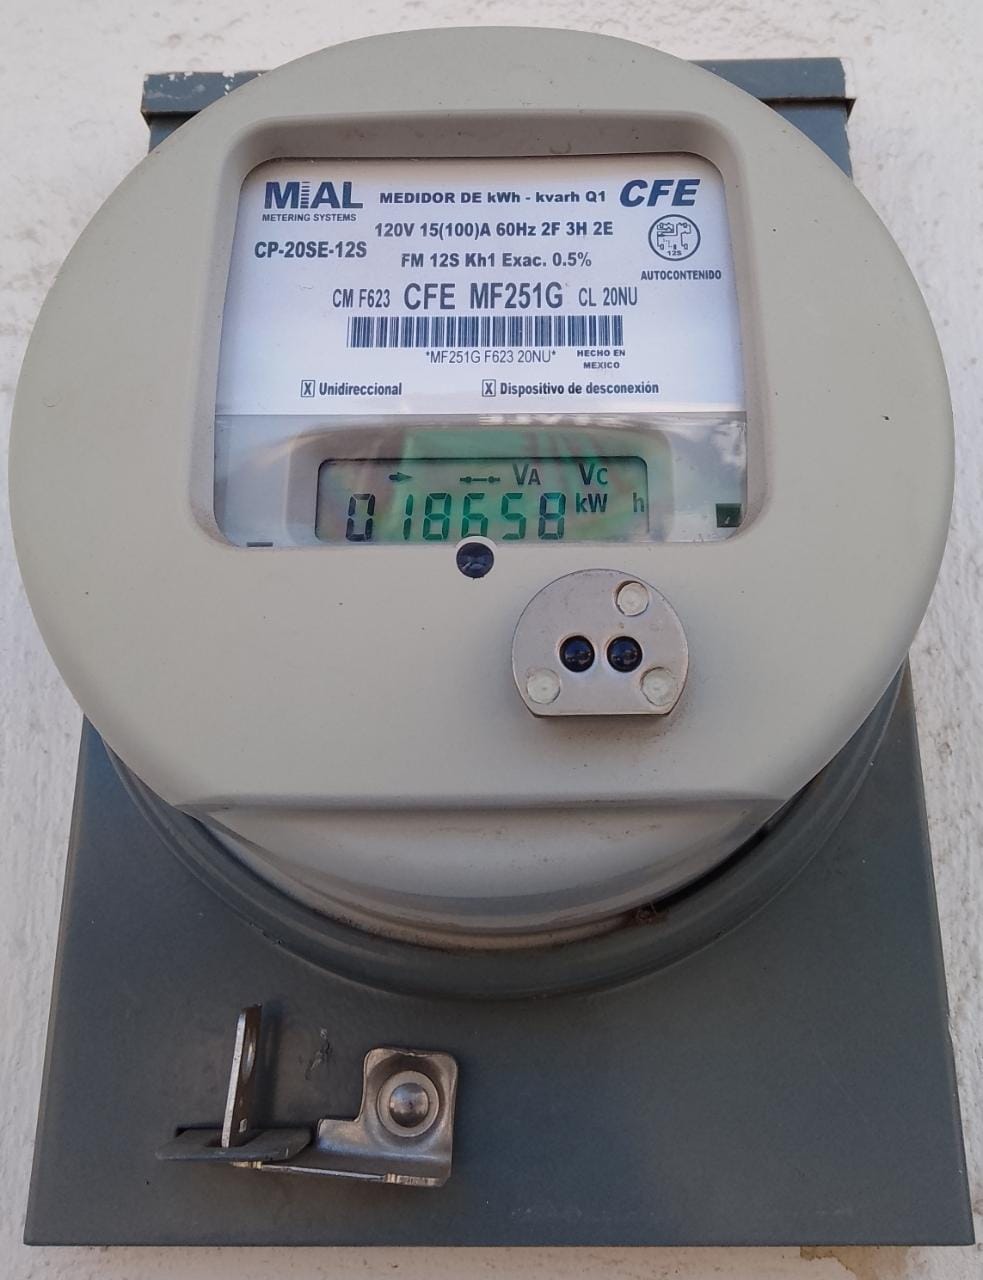 MIAL
METERING SYSTEMS
MEDIDOR DE kWh - kvarh Q1
CFE
120V 15(100)A 60Hz 2F 3H 2E
CP-20SE-12S
FM 12S Kh1 Exac. 0.5%
12S
AUTOCONTENIDO
CM F623 CFE MF251G CL 20NU
*MF251G F623 20NU*
HECHO EN
MEXICO
X Unidireccional
X Dispositivo de desconexión
VA VC
018658 kW h